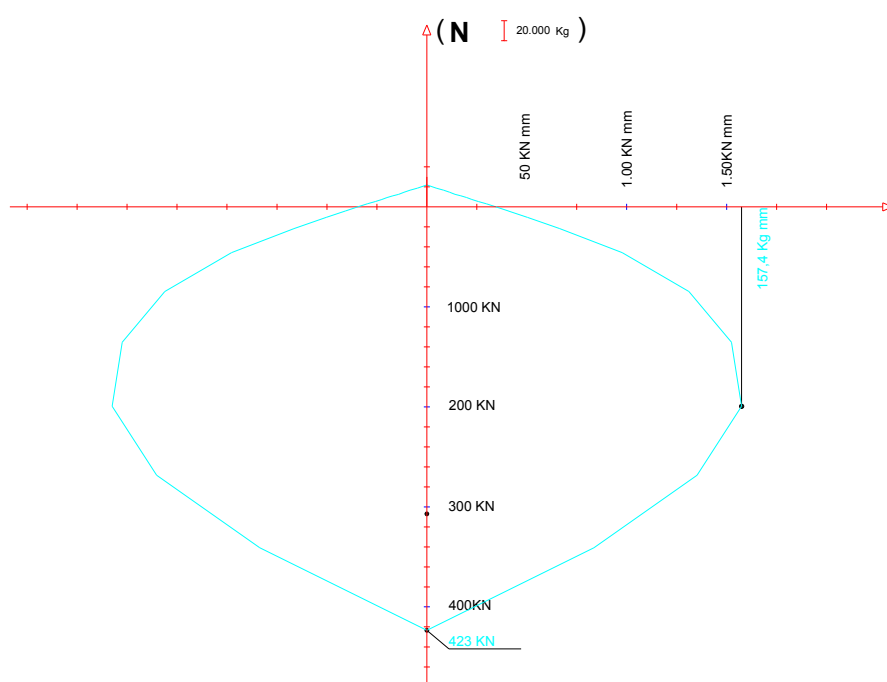 (N 20.000 Kg )
50 KN mm
1.00 KN mm
1.50KN mm
157,4 Kg mm
1000 KN
200 KN
300 KN
400KN
423 KN